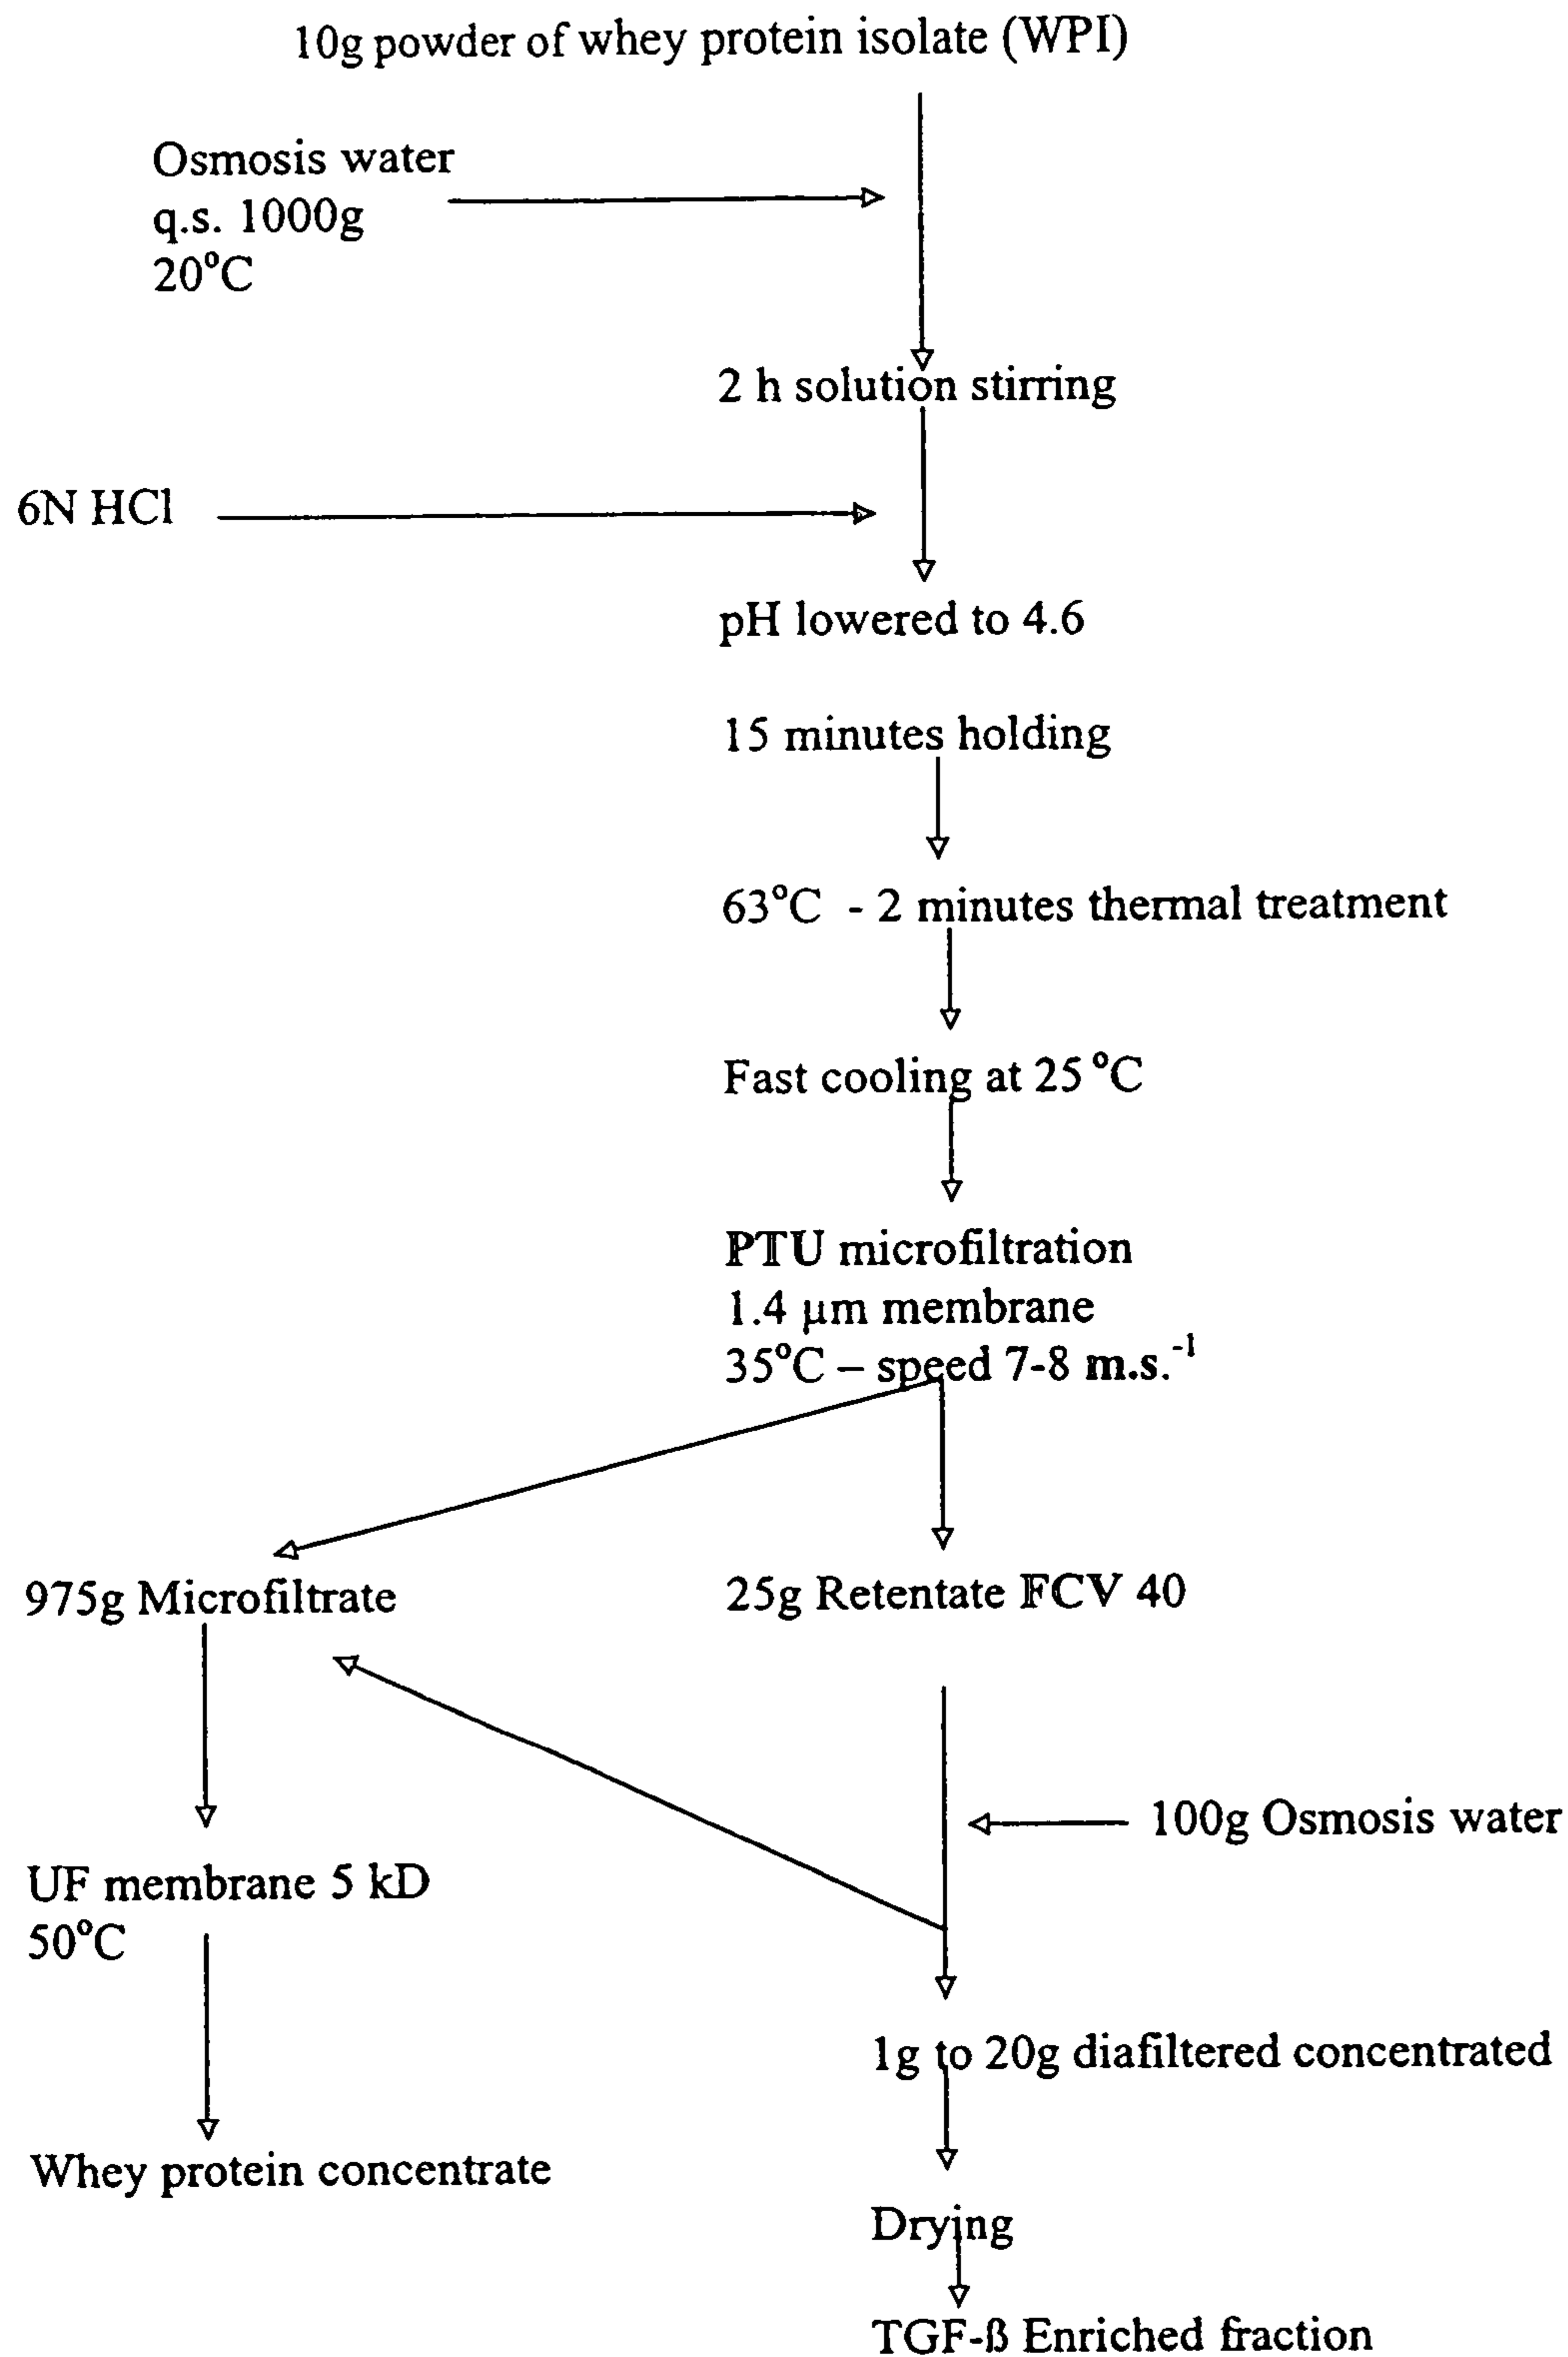 10g powder of whey protein isolate (WPI)
Osmosis water
q.s. 1000g
20°C
2 h solution stirring
6N HCl
pH lowered to 4.6
15 minutes holding
63°C - 2 minutes thermal treatment
Fast cooling at 25 °C
PTU microfiltration
1.4 µm membrane
35°C – speed 7-8 m.s.⁻¹
975g Microfiltrate
25g Retentate FCV 40
100g Osmosis water
UF membrane 5 kD
50°C
1g to 20g diafiltered concentrated
Whey protein concentrate
Drying
TGF-ß Enriched fraction